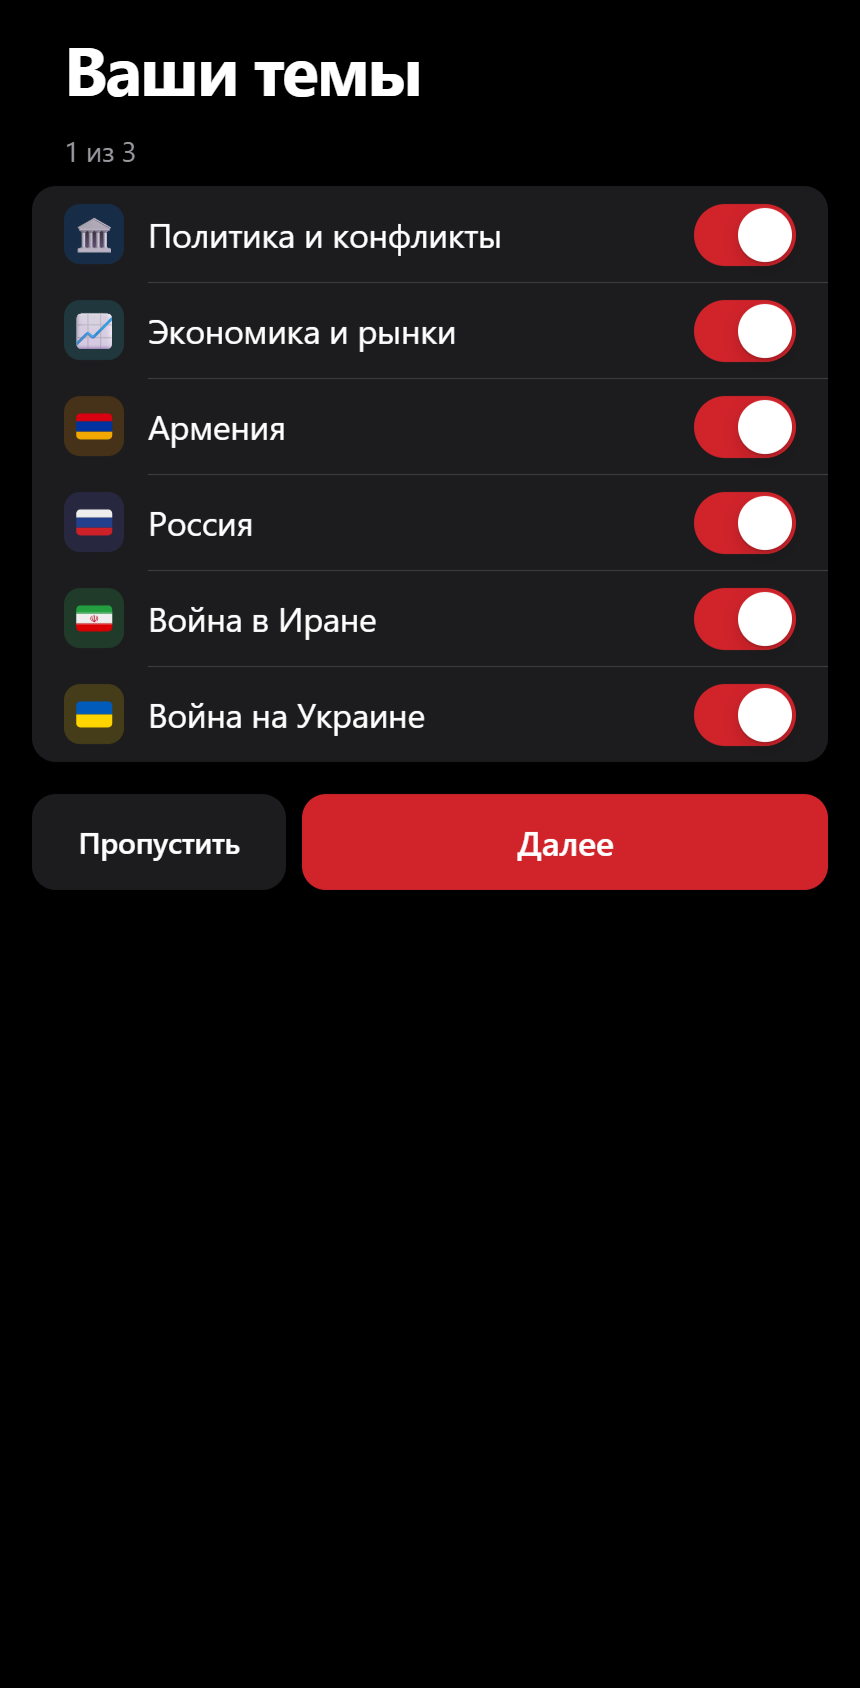 Ваши темы
1 из 3
Политика и конфликты
Экономика и рынки
Армения
Россия
Война в Иране
Война на Украине
Пропустить
Далее